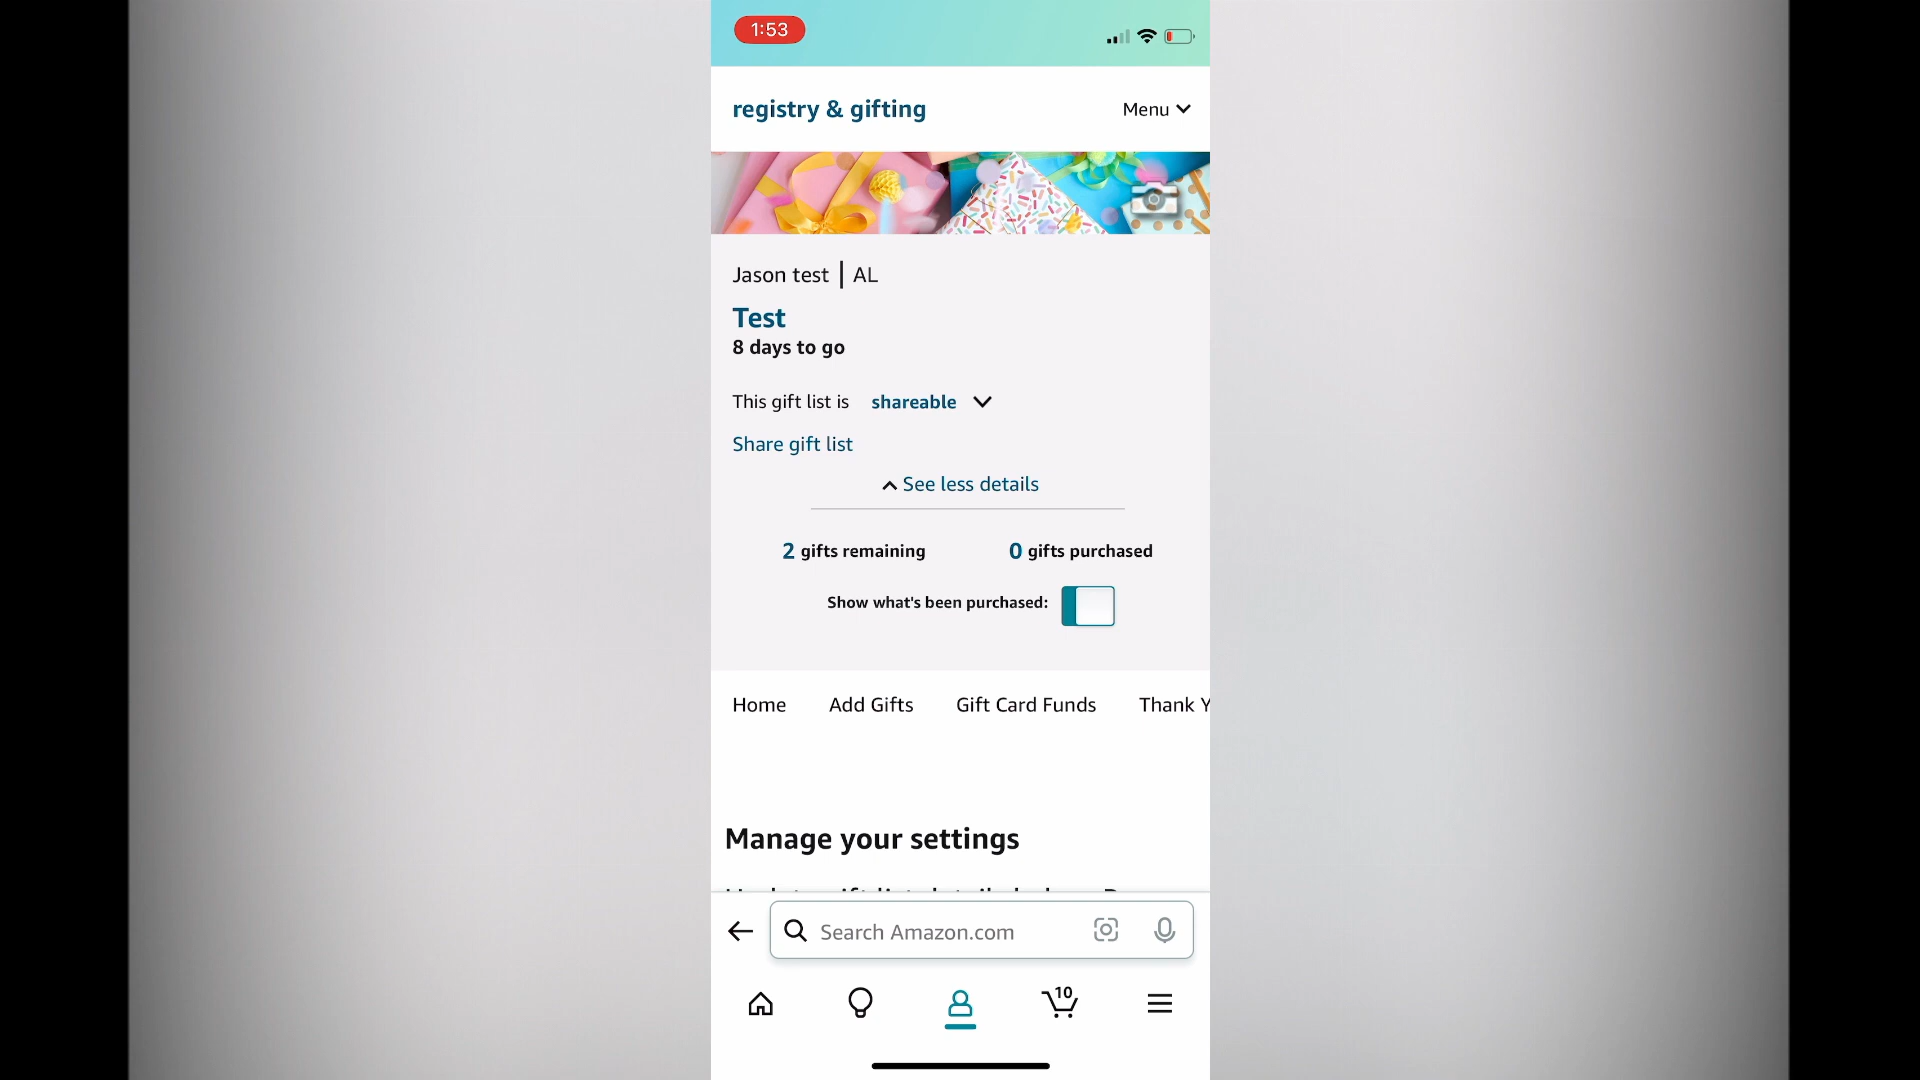 1:53
registry & gifting
Menu
Jason test | AL
Test
8 days to go
This gift list is shareable
Share gift list
See less details
2 gifts remaining
0 gifts purchased
Show what's been purchased:
Home Add Gifts Gift Card Funds Thank Y
Manage your settings
Search Amazon.com
10